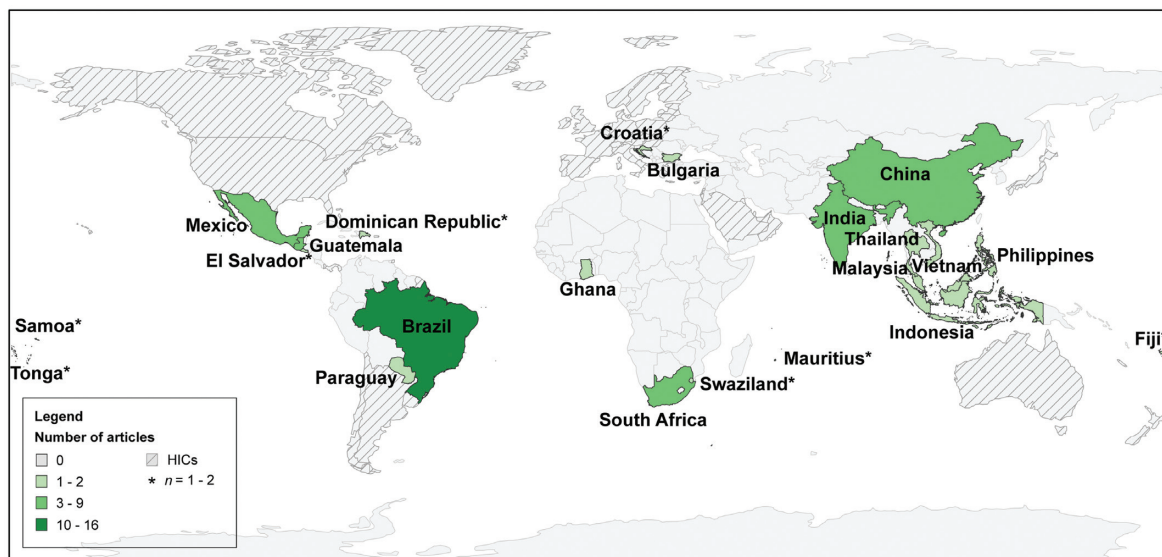 Croatia*
Bulgaria
China
Mexico
Dominican Republic*
India
Guatemala
Thailand
El Salvador*
Malaysia
Vietnam
Philippines
Ghana
Samoa*
Brazil
Indonesia
Fiji
Mauritius*
Tonga*
Paraguay
Swaziland*
South Africa
Legend
Number of articles
0
HICs
1 - 2
* n = 1 - 2
3 - 9
10 - 16